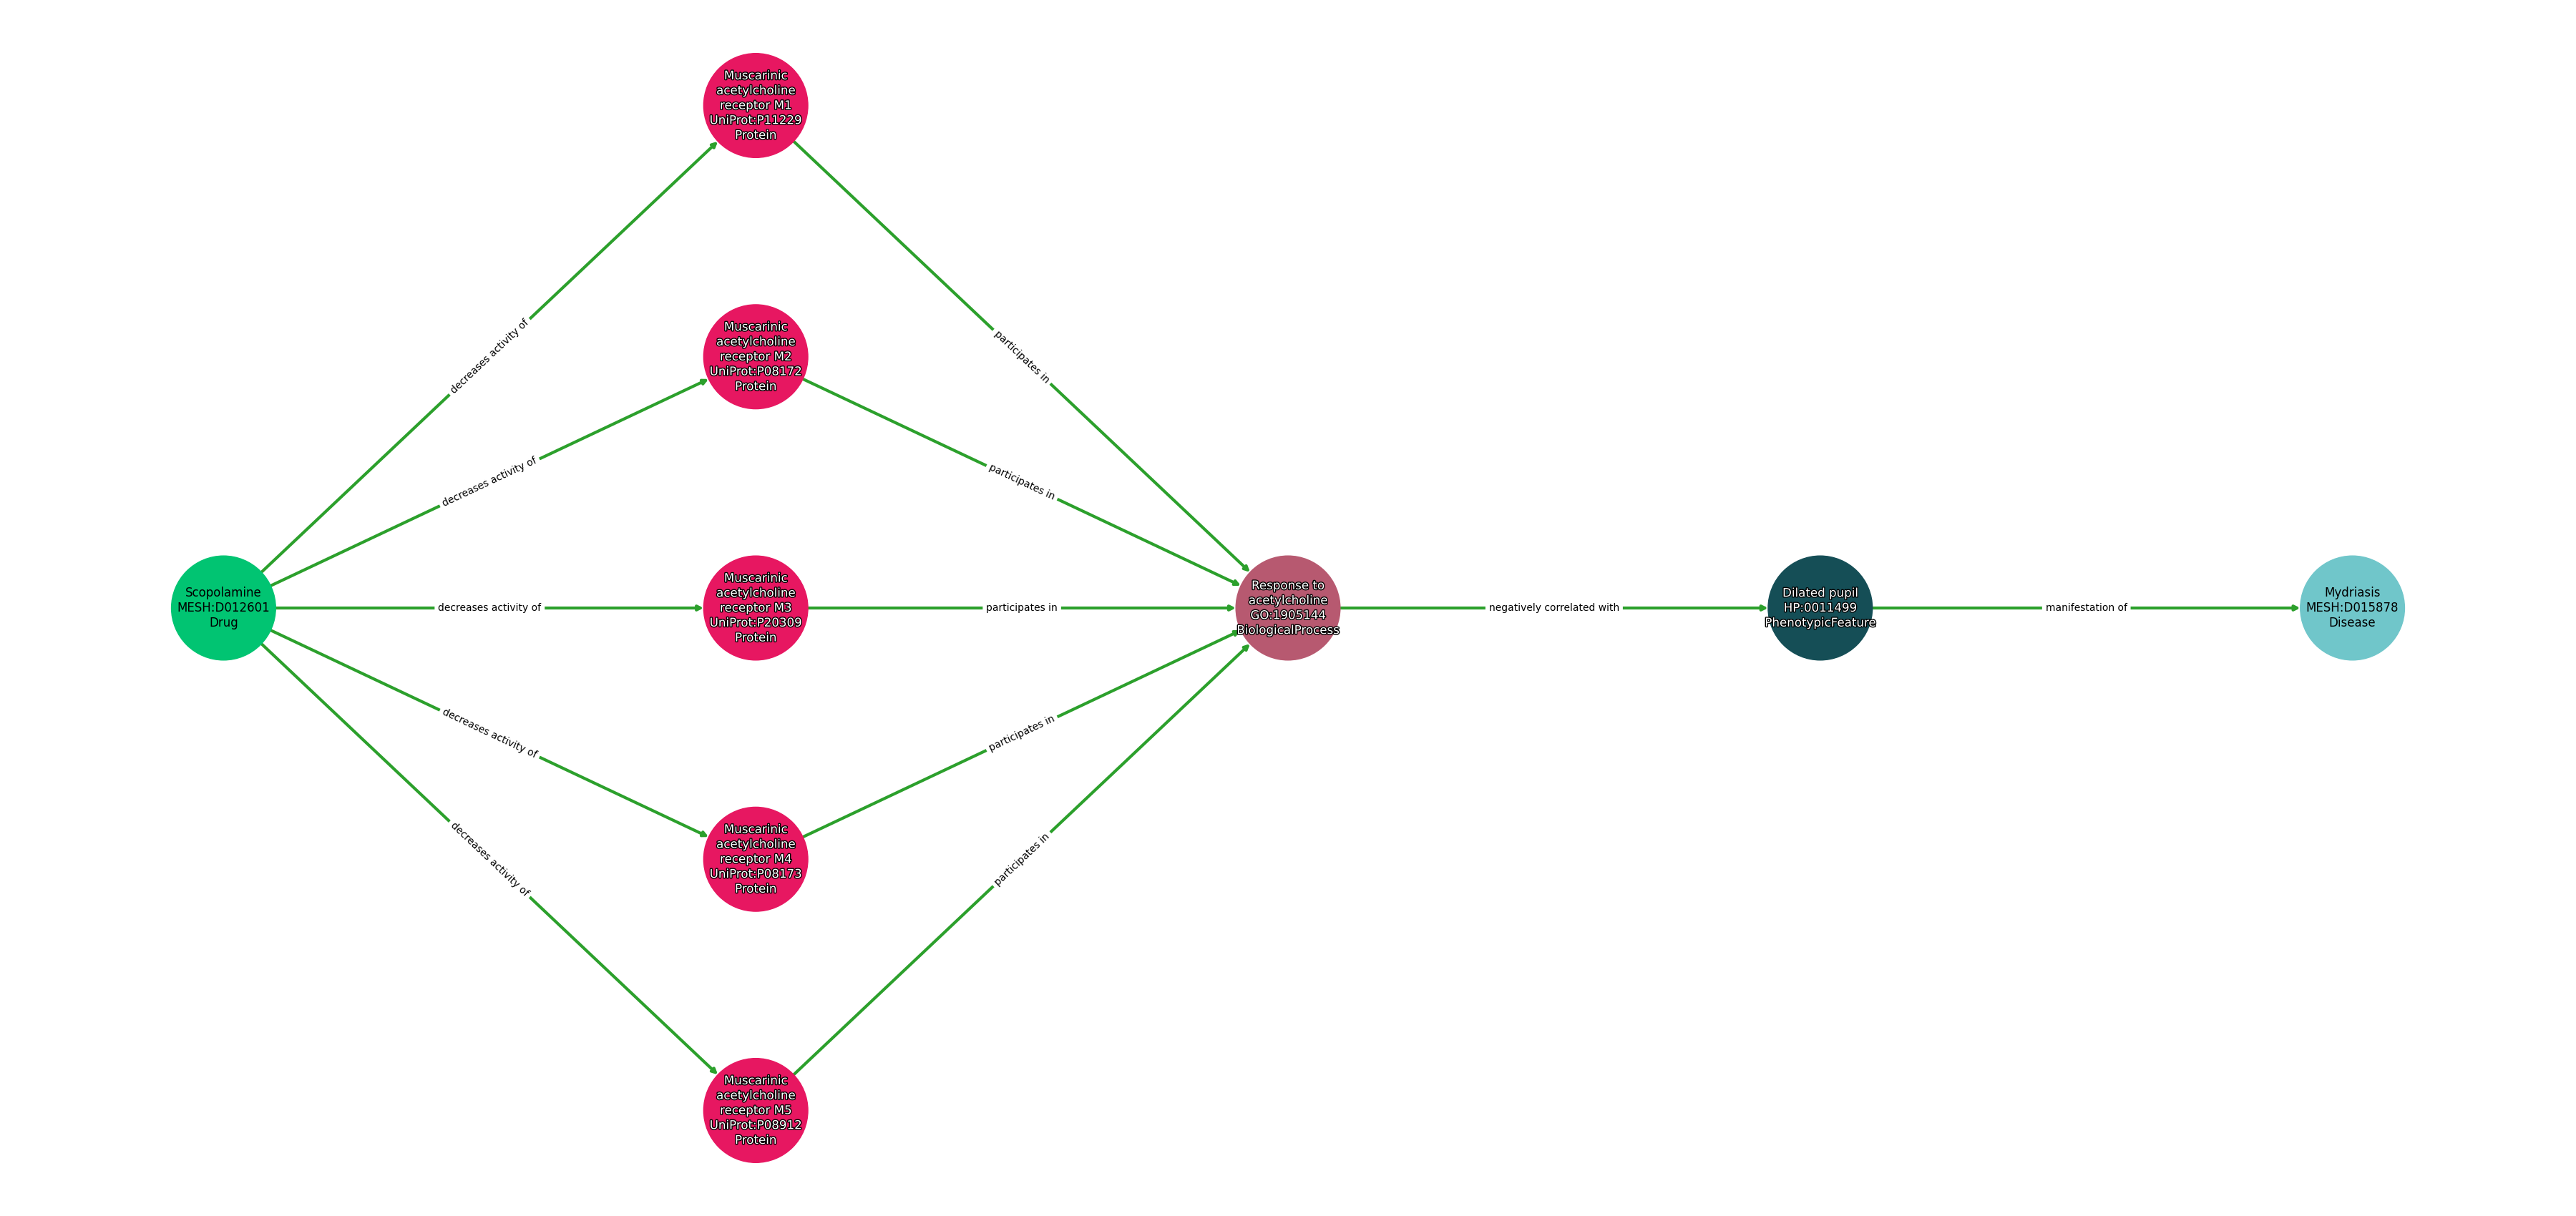 Scopolamine
MESH:D012601
Drug
decreases activity of
decreases activity of
decreases activity of
decreases activity of
decreases activity of
Muscarinic
acetylcholine
receptor M1
UniProt:P11229
Protein
Muscarinic
acetylcholine
receptor M2
UniProt:P08172
Protein
Muscarinic
acetylcholine
receptor M3
UniProt:P20309
Protein
Muscarinic
acetylcholine
receptor M4
UniProt:P08173
Protein
Muscarinic
acetylcholine
receptor M5
UniProt:P08912
Protein
participates in
participates in
participates in
participates in
participates in
Response to
acetylcholine
GO:1905144
BiologicalProcess
negatively correlated with
Dilated pupil
HP:0011499
PhenotypicFeature
manifestation of
Mydriasis
MESH:D015878
Disease